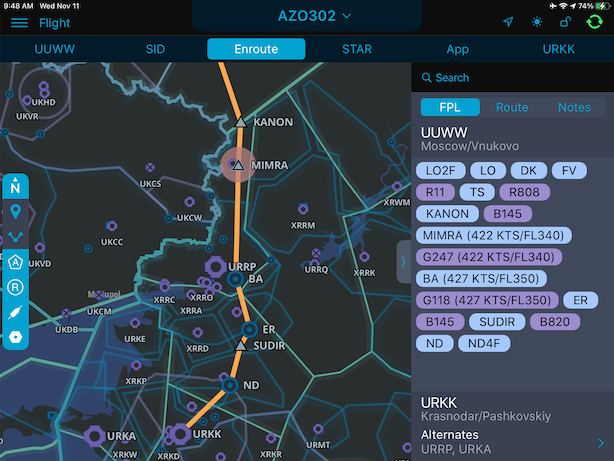 9:48 AM Wed Nov 11
74%
Flight
AZO302
UUWW
SID
Enroute
STAR
App
URKK
Search
FPL
Route
Notes
UUWW
Moscow/Vnukovo
LO2F
LO
DK
FV
R11
TS
R808
KANON
B145
MIMRA (422 KTS/FL340)
G247 (422 KTS/FL340)
BA (427 KTS/FL350)
G118 (427 KTS/FL350)
ER
B145
SUDIR
B820
ND
ND4F
URKK
Krasnodar/Pashkovskiy
Alternates
URRP, URKA
UKHD
UKVR
KANON
MIMRA
UKCS
UKCW
XRWM
N
XRRM
UKCC
UKVD
A
URRP
XRRQ
XRRK
BA
R
XRRC
XRRO
XRRA
UKCM
UKDB
ER
URKE
XRRD
SUDIR
XRKP
ND
URKA
URKK
URMT
XRKW
XRKD
XRKR